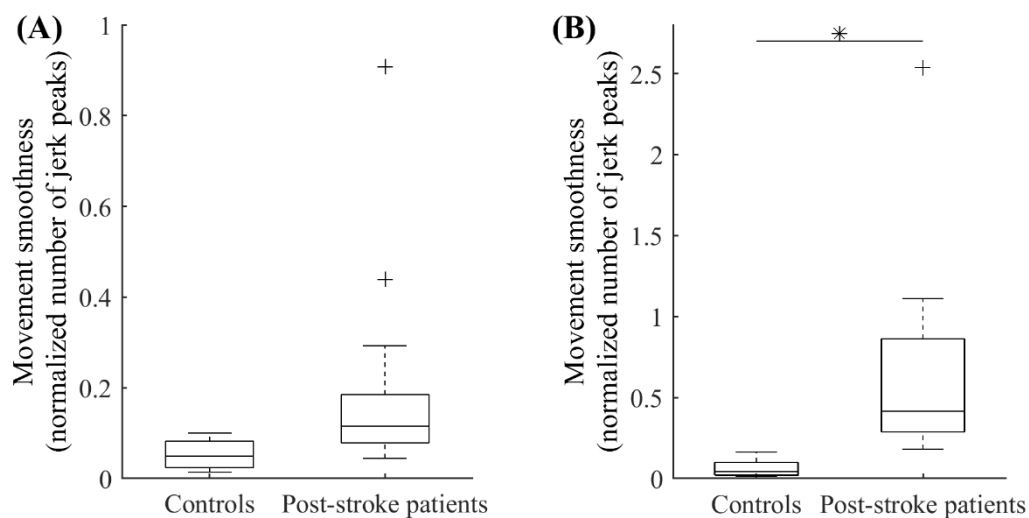 (A)
Movement smoothness
(normalized number of jerk peaks)
1
0.8
0.6
0.4
0.2
0
Controls Post-stroke patients
(B)
Movement smoothness
(normalized number of jerk peaks)
*
2.5
2
1.5
1
0.5
0
Controls Post-stroke patients